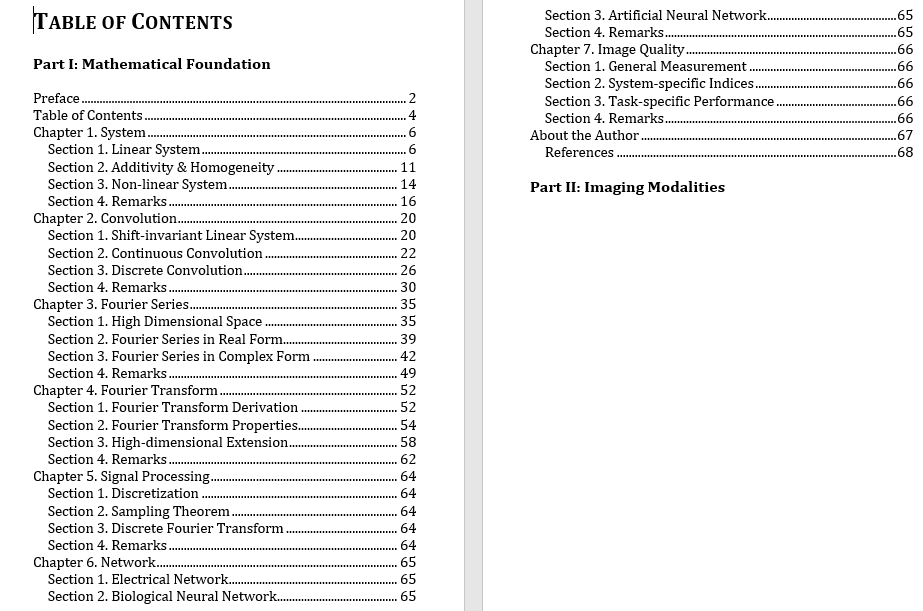 TABLE OF CONTENTS
Part I: Mathematical Foundation
Preface 2
Table of Contents 4
Chapter 1. System 6
Section 1. Linear System 6
Section 2. Additivity & Homogeneity 11
Section 3. Non-linear System 14
Section 4. Remarks 16
Chapter 2. Convolution 20
Section 1. Shift-invariant Linear System 20
Section 2. Continuous Convolution 22
Section 3. Discrete Convolution 26
Section 4. Remarks 30
Chapter 3. Fourier Series 35
Section 1. High Dimensional Space 35
Section 2. Fourier Series in Real Form 39
Section 3. Fourier Series in Complex Form 42
Section 4. Remarks 49
Chapter 4. Fourier Transform 52
Section 1. Fourier Transform Derivation 52
Section 2. Fourier Transform Properties 54
Section 3. High-dimensional Extension 58
Section 4. Remarks 62
Chapter 5. Signal Processing 64
Section 1. Discretization 64
Section 2. Sampling Theorem 64
Section 3. Discrete Fourier Transform 64
Section 4. Remarks 64
Chapter 6. Network 65
Section 1. Electrical Network 65
Section 2. Biological Neural Network 65
Section 3. Artificial Neural Network 65
Section 4. Remarks 65
Chapter 7. Image Quality 66
Section 1. General Measurement 66
Section 2. System-specific Indices 66
Section 3. Task-specific Performance 66
Section 4. Remarks 66
About the Author 67
References 68
Part II: Imaging Modalities